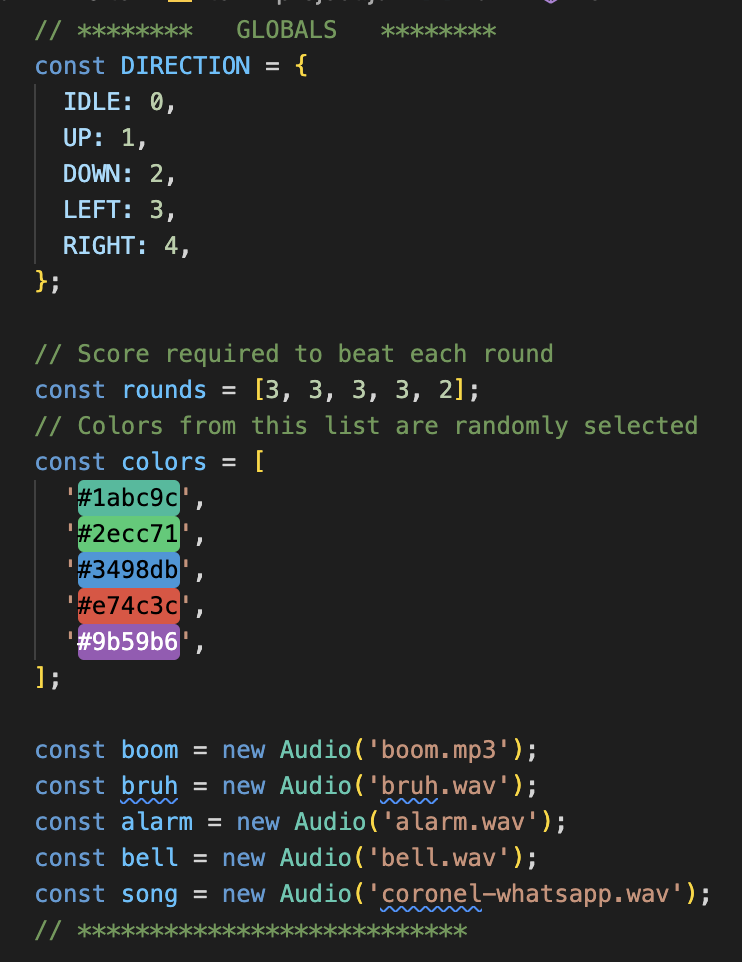 // ********   GLOBALS   ********
const DIRECTION = {
  IDLE: 0,
  UP: 1,
  DOWN: 2,
  LEFT: 3,
  RIGHT: 4,
};

// Score required to beat each round
const rounds = [3, 3, 3, 3, 2];
// Colors from this list are randomly selected
const colors = [
  '#1abc9c',
  '#2ecc71',
  '#3498db',
  '#e74c3c',
  '#9b59b6',
];

const boom = new Audio('boom.mp3');
const bruh = new Audio('bruh.wav');
const alarm = new Audio('alarm.wav');
const bell = new Audio('bell.wav');
const song = new Audio('coronel-whatsapp.wav');
// ***************************